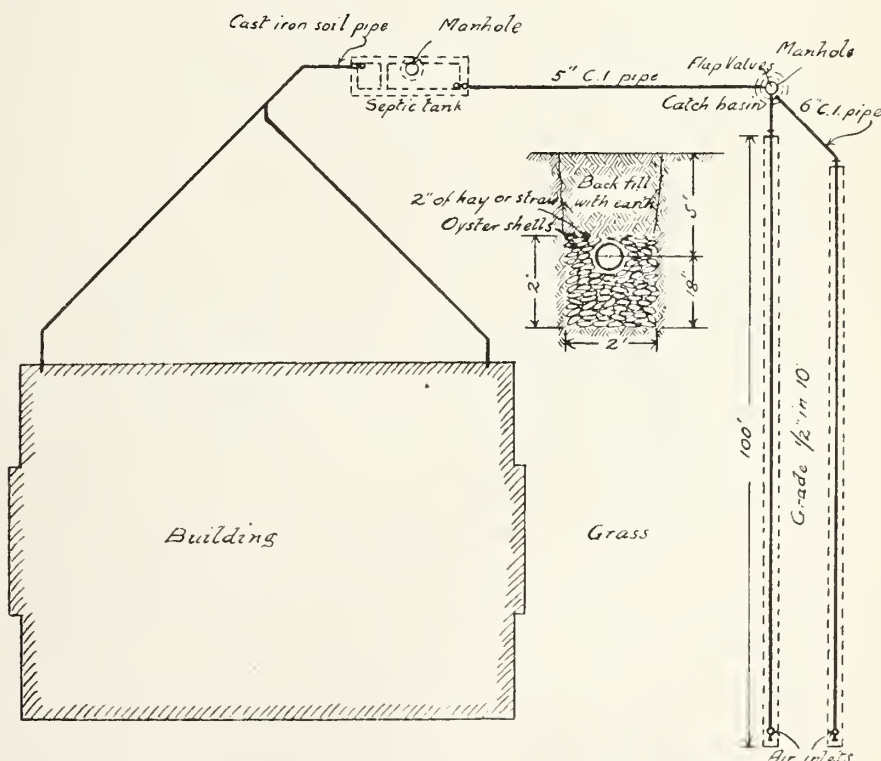 Cast iron soil pipe
Manhole
Septic tank
5" C.I. pipe
Flap Valves
Manhole
Catch basin
6" C.I. pipe
Back fill
with earth
2" of hay or straw
Oyster shells
5'
2'
18"
2'
100'
Grade 1/2" in 10'
Building
Grass
Air inlets